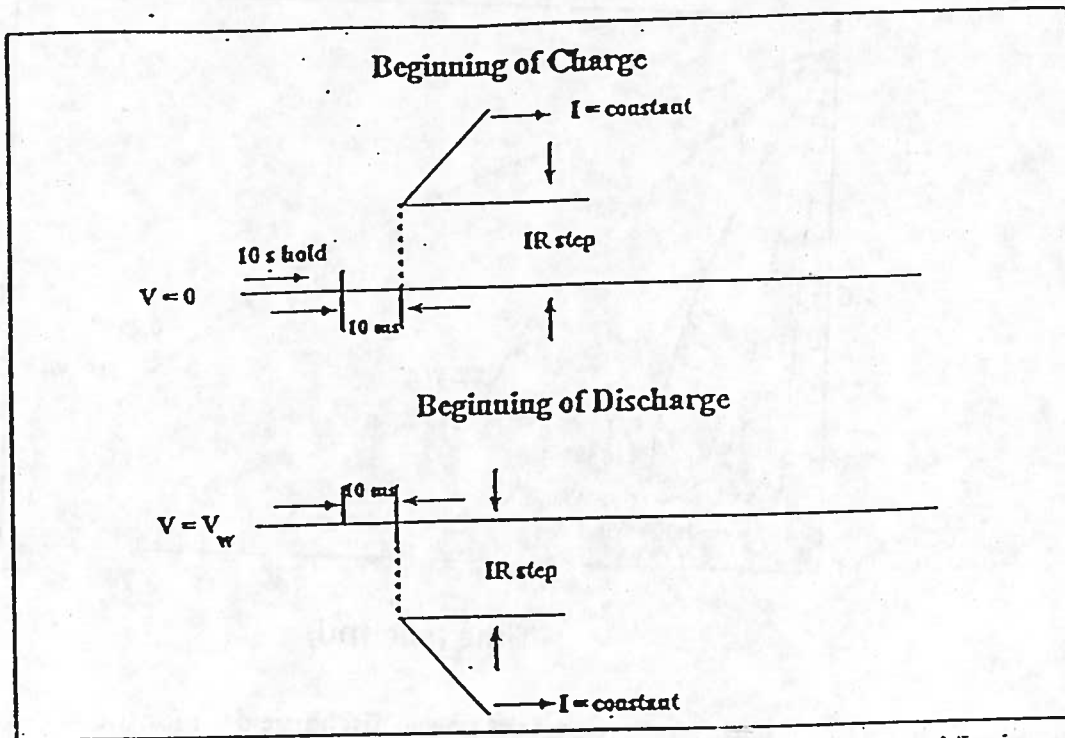 Beginning of Charge
I = constant
IR step
10 s hold
V = 0
10 ms
Beginning of Discharge
10 ms
V = V_w
IR step
I = constant